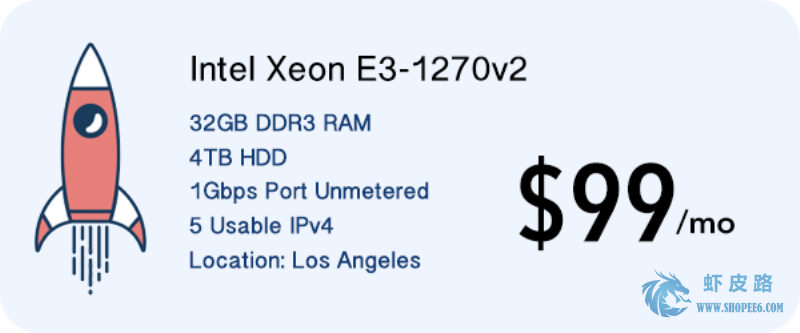 Intel Xeon E3-1270v2
32GB DDR3 RAM
4TB HDD
1Gbps Port Unmetered
5 Usable IPv4
Location: Los Angeles
$99/mo
虾皮路
WWW.SHOPEE6.COM